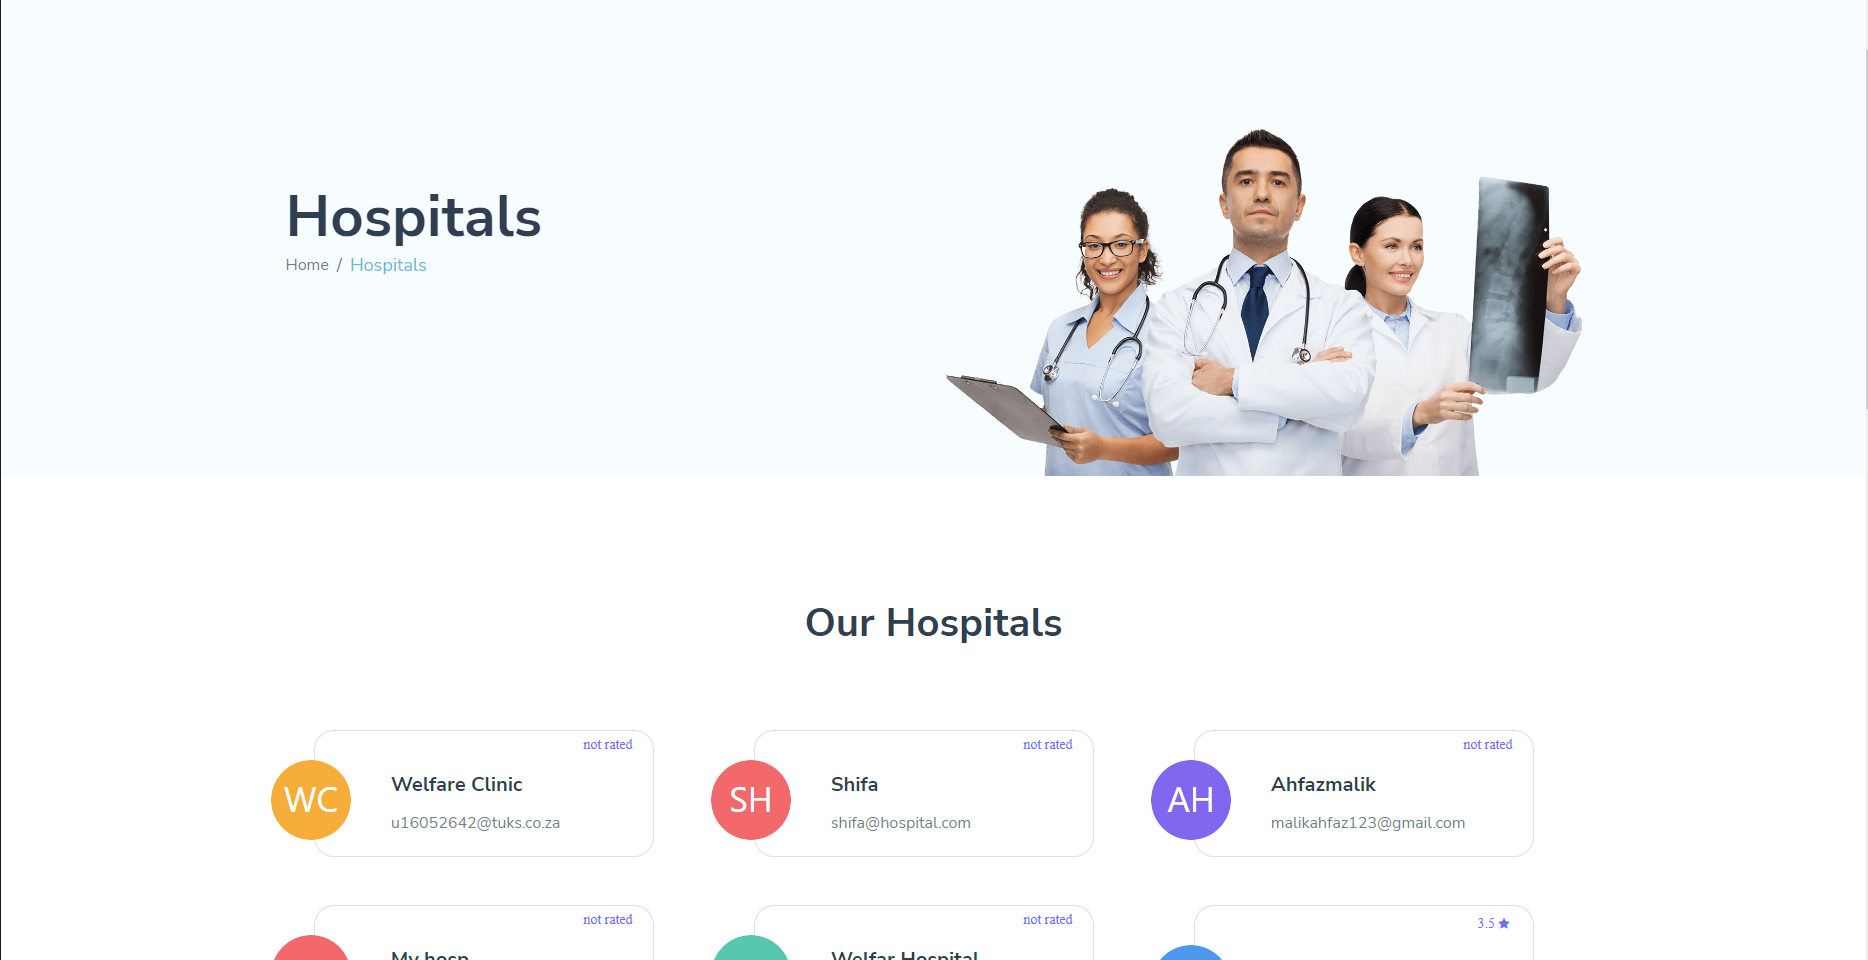 Hospitals
Home / Hospitals
Our Hospitals
not rated
WC
Welfare Clinic
u16052642@tuks.co.za
not rated
SH
Shifa
shifa@hospital.com
not rated
AH
Ahfazmalik
malikahfaz123@gmail.com
not rated
My hosp
not rated
Welfar Hospital
3.5